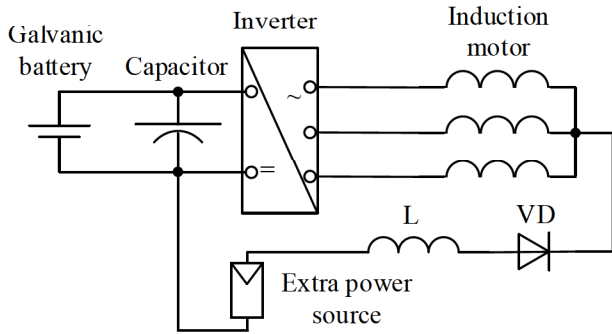 Inverter
Induction
motor
Galvanic
battery
Capacitor
~
=
L
VD
Extra power
source